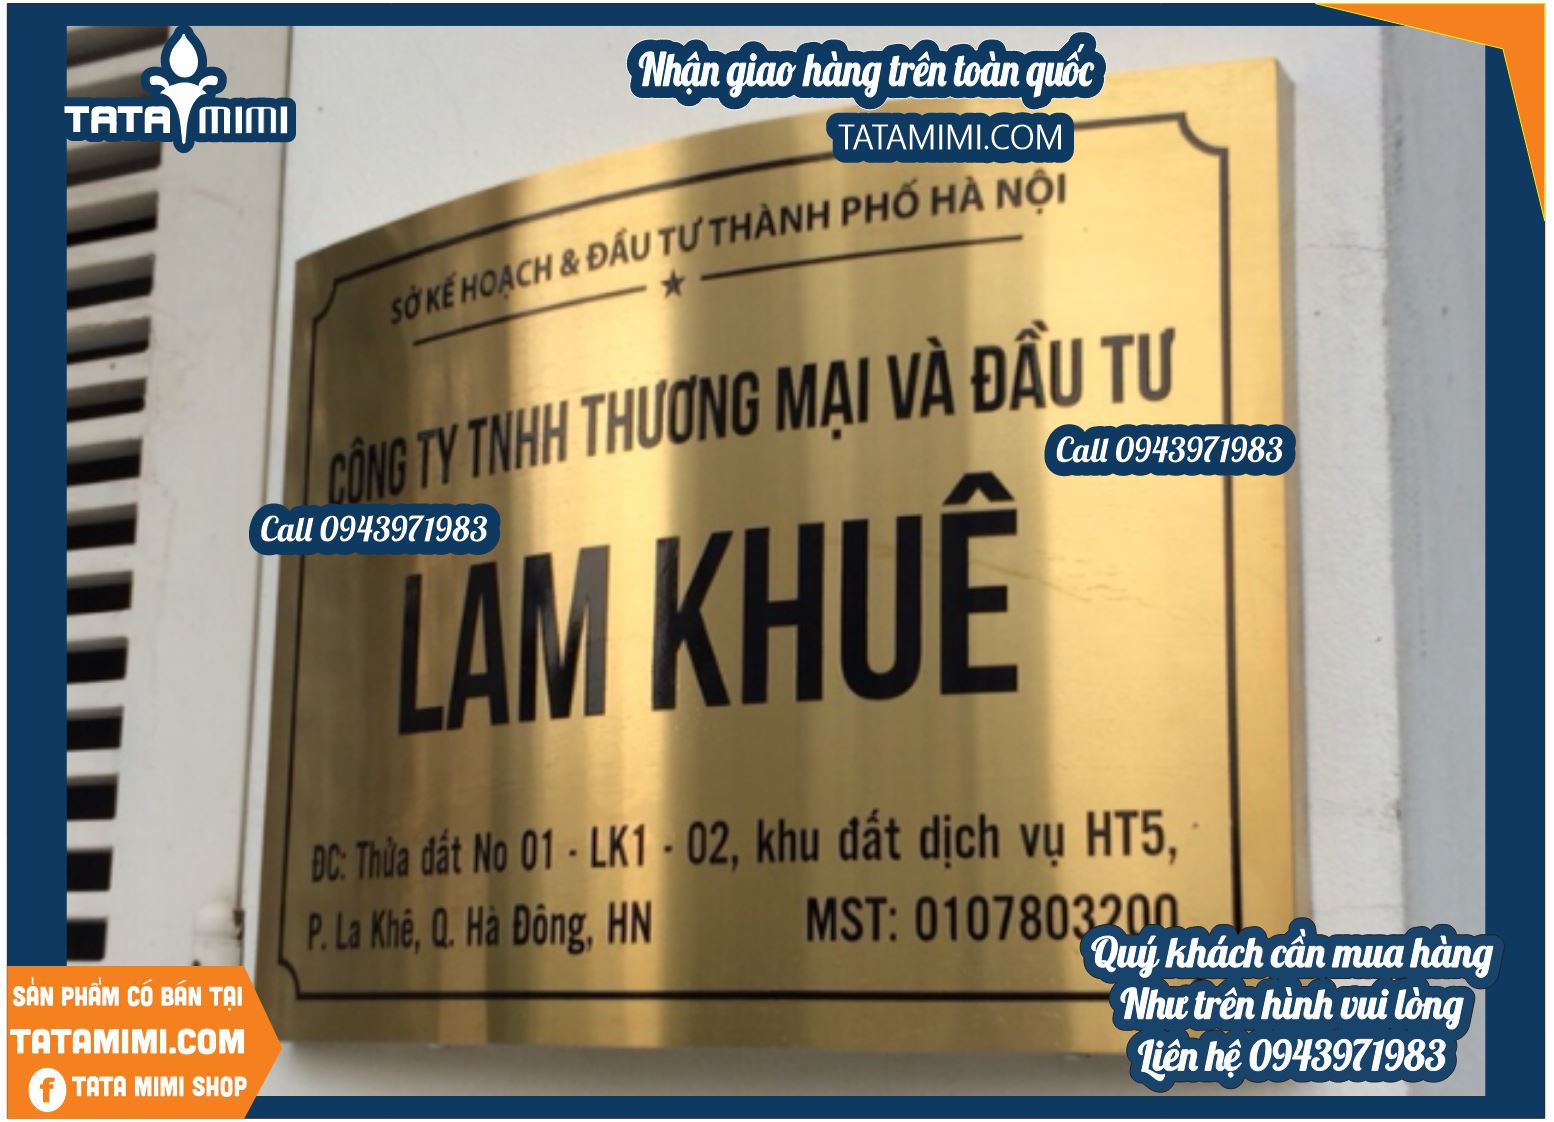 TATA MIMI
Nhận giao hàng trên toàn quốc
TATAMIMI.COM
SỞ KẾ HOẠCH & ĐẦU TƯ THÀNH PHỐ HÀ NỘI
CÔNG TY TNHH THƯƠNG MẠI VÀ ĐẦU TƯ
Call 0943971983
Call 0943971983
LAM KHUÊ
ĐC: Thửa đất No 01 - LK1 - 02, khu đất dịch vụ HT5,
P. La Khê, Q. Hà Đông, HN MST: 0107803200
Quý khách cần mua hàng
Như trên hình vui lòng
Liên hệ 0943971983
SẢN PHẨM CÓ BÁN TẠI
TATAMIMI.COM
f TATA MIMI SHOP